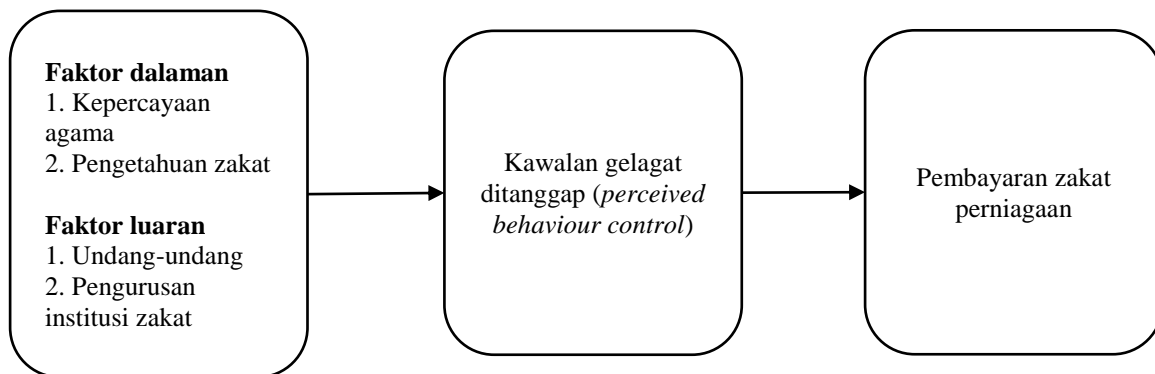 Faktor dalaman
1. Kepercayaan
agama
2. Pengetahuan zakat
Faktor luaran
1. Undang-undang
2. Pengurusan
institusi zakat
Kawalan gelagat
ditanggap (perceived
behaviour control)
Pembayaran zakat
perniagaan